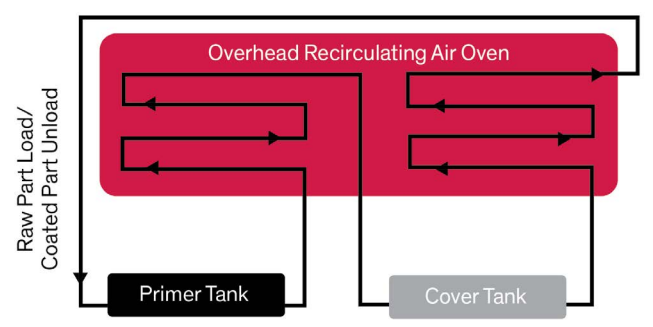 Overhead Recirculating Air Oven
Raw Part Load/
Coated Part Unload
Primer Tank
Cover Tank